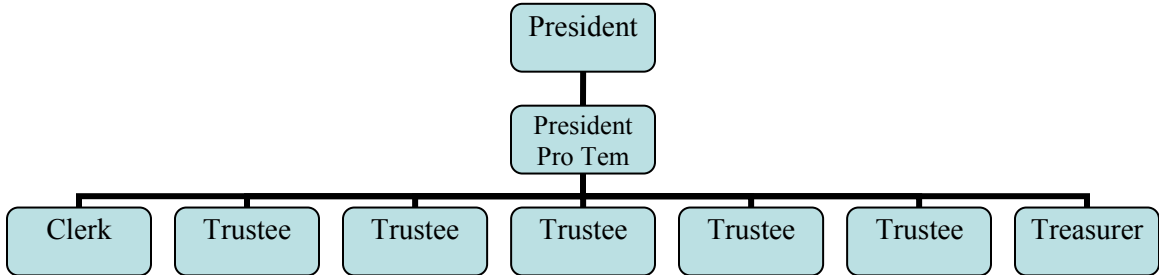 President
President
Pro Tem
Clerk
Trustee
Trustee
Trustee
Trustee
Trustee
Treasurer